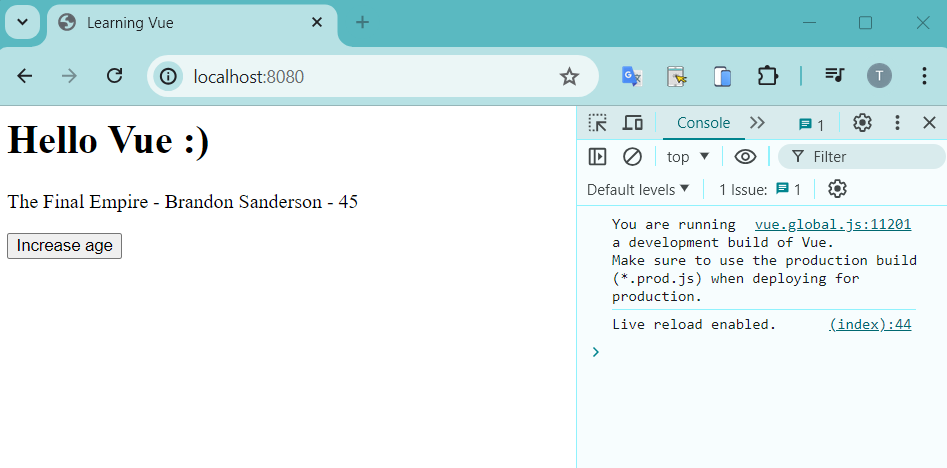 Learning Vue
localhost:8080
T
Hello Vue :)
The Final Empire - Brandon Sanderson - 45
Increase age
Console
1
top
Filter
Default levels
1 Issue:
1
You are running vue.global.js:11201
a development build of Vue.
Make sure to use the production build
(*.prod.js) when deploying for
production.
Live reload enabled. (index):44